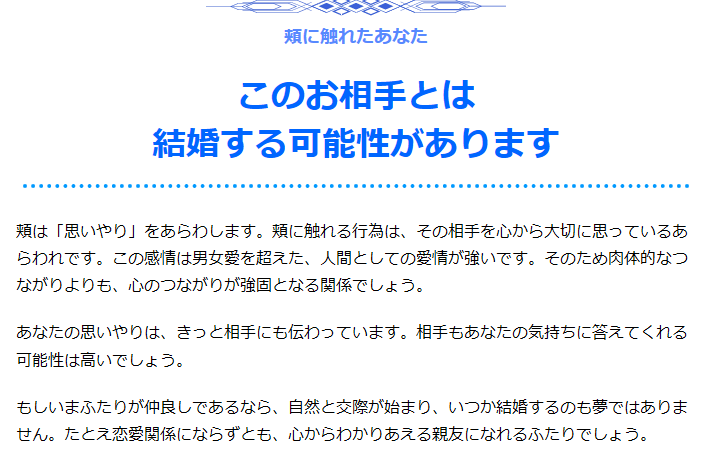 頬に触れたあなた
このお相手とは
結婚する可能性があります
頬は「思いやり」をあらわします。頬に触れる行為は、その相手を心から大切に思っているあ
らわれです。この感情は男女愛を超えた、人間としての愛情が強いです。そのため肉体的なつ
ながりよりも、心のつながりが強固となる関係でしょう。
あなたの思いやりは、きっと相手にも伝わっています。相手もあなたの気持ちに答えてくれる
可能性は高いでしょう。
もしいまふたりが仲良しであるなら、自然と交際が始まり、いつか結婚するのも夢ではありま
せん。たとえ恋愛関係にならずとも、心からわかりあえる親友になれるふたりでしょう。